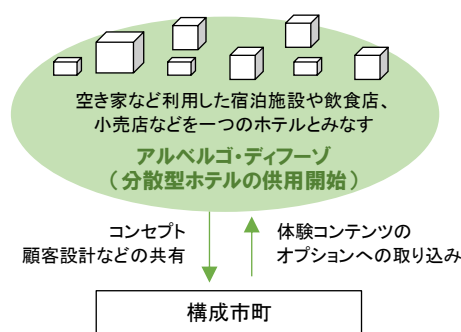 空き家など利用した宿泊施設や飲食店、
小売店などを一つのホテルとみなす
アルベルゴ・ディフーゾ
（分散型ホテルの供用開始）
コンセプト
顧客設計などの共有
体験コンテンツの
オプションへの取り込み
構成市町